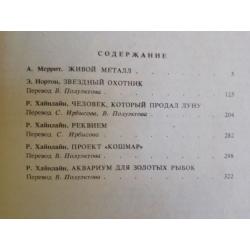 СОДЕРЖАНИЕ
А. Меррит. ЖИВОЙ МЕТАЛЛ 5
Э. Нортон. ЗВЕЗДНЫЙ ОХОТНИК
Перевод В. Полуэктова 125
Р. Хайнлайн. ЧЕЛОВЕК, КОТОРЫЙ ПРОДАЛ ЛУНУ
Перевод С. Ирбисова, В. Полуэктова 204
Р. Хайнлайн. РЕКВИЕМ
Перевод С. Ирбисова 282
Р. Хайнлайн. ПРОЕКТ «КОШМАР»
Перевод В. Полуэктова 298
Р. Хайнлайн. АКВАРИУМ ДЛЯ ЗОЛОТЫХ РЫБОК
Перевод В. Полуэктова 322